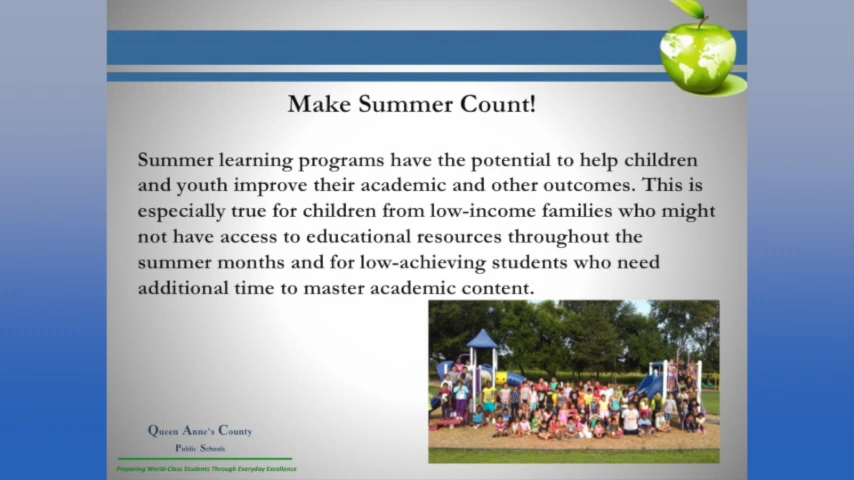 Make Summer Count!
Summer learning programs have the potential to help children
and youth improve their academic and other outcomes. This is
especially true for children from low-income families who might
not have access to educational resources throughout the
summer months and for low-achieving students who need
additional time to master academic content.
Queen Anne's County
Public Schools
Preparing World-Class Students Through Everyday Excellence